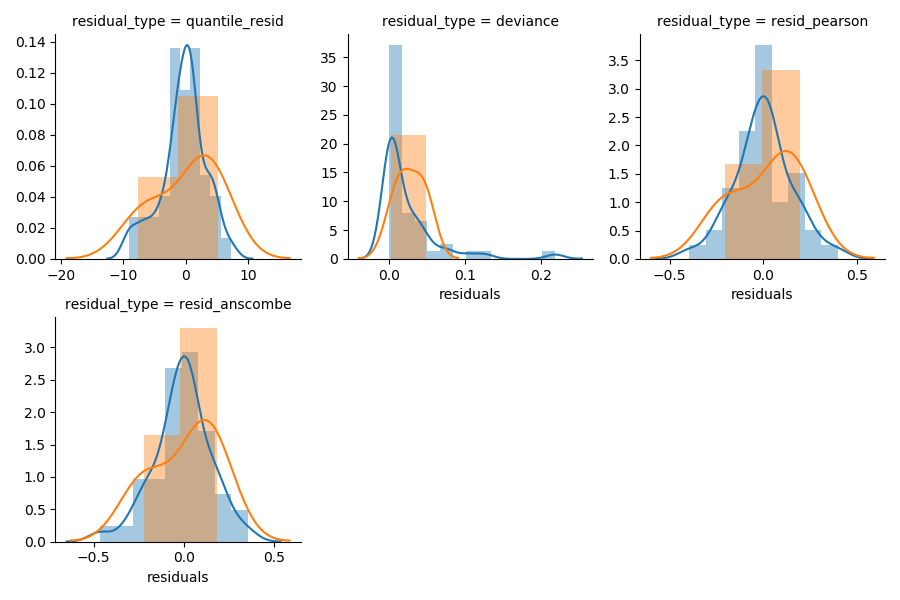 residual_type = quantile_resid
0.14
0.12
0.10
0.08
0.06
0.04
0.02
0.00
−20 −10 0 10
residual_type = deviance
35
30
25
20
15
10
5
0
0.0 0.1 0.2
residuals
residual_type = resid_pearson
3.5
3.0
2.5
2.0
1.5
1.0
0.5
0.0
−0.5 0.0 0.5
residuals
residual_type = resid_anscombe
3.0
2.5
2.0
1.5
1.0
0.5
0.0
−0.5 0.0 0.5
residuals